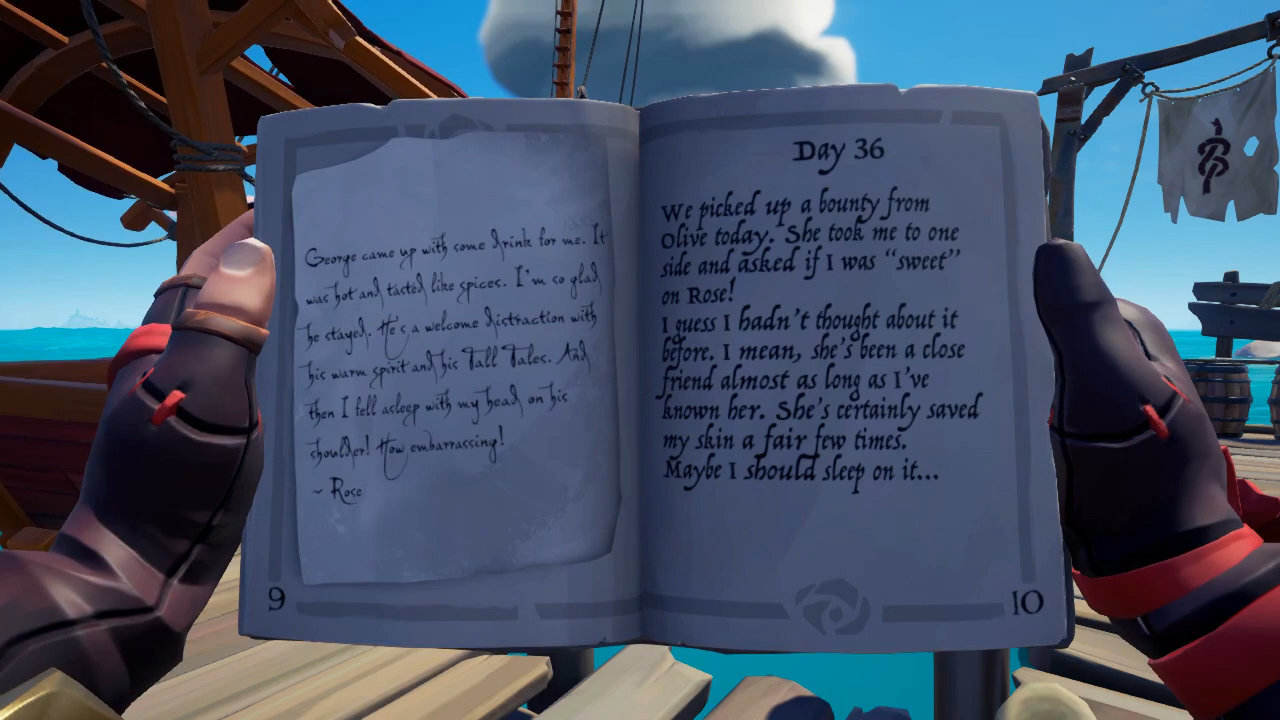 George came up with some drink for me. It
was hot and tasted like spices. I'm so glad
he stayed. He's a welcome distraction with
his warm spirit and his Tall Tales. And
then I fell asleep with my head on his
shoulder! How embarrassing!
~ Rose
9
Day 36
We picked up a bounty from
Olive today. She took me to one
side and asked if I was "sweet"
on Rose!
I guess I hadn't thought about it
before. I mean, she's been a close
friend almost as long as I've
known her. She's certainly saved
my skin a fair few times.
Maybe I should sleep on it...
10